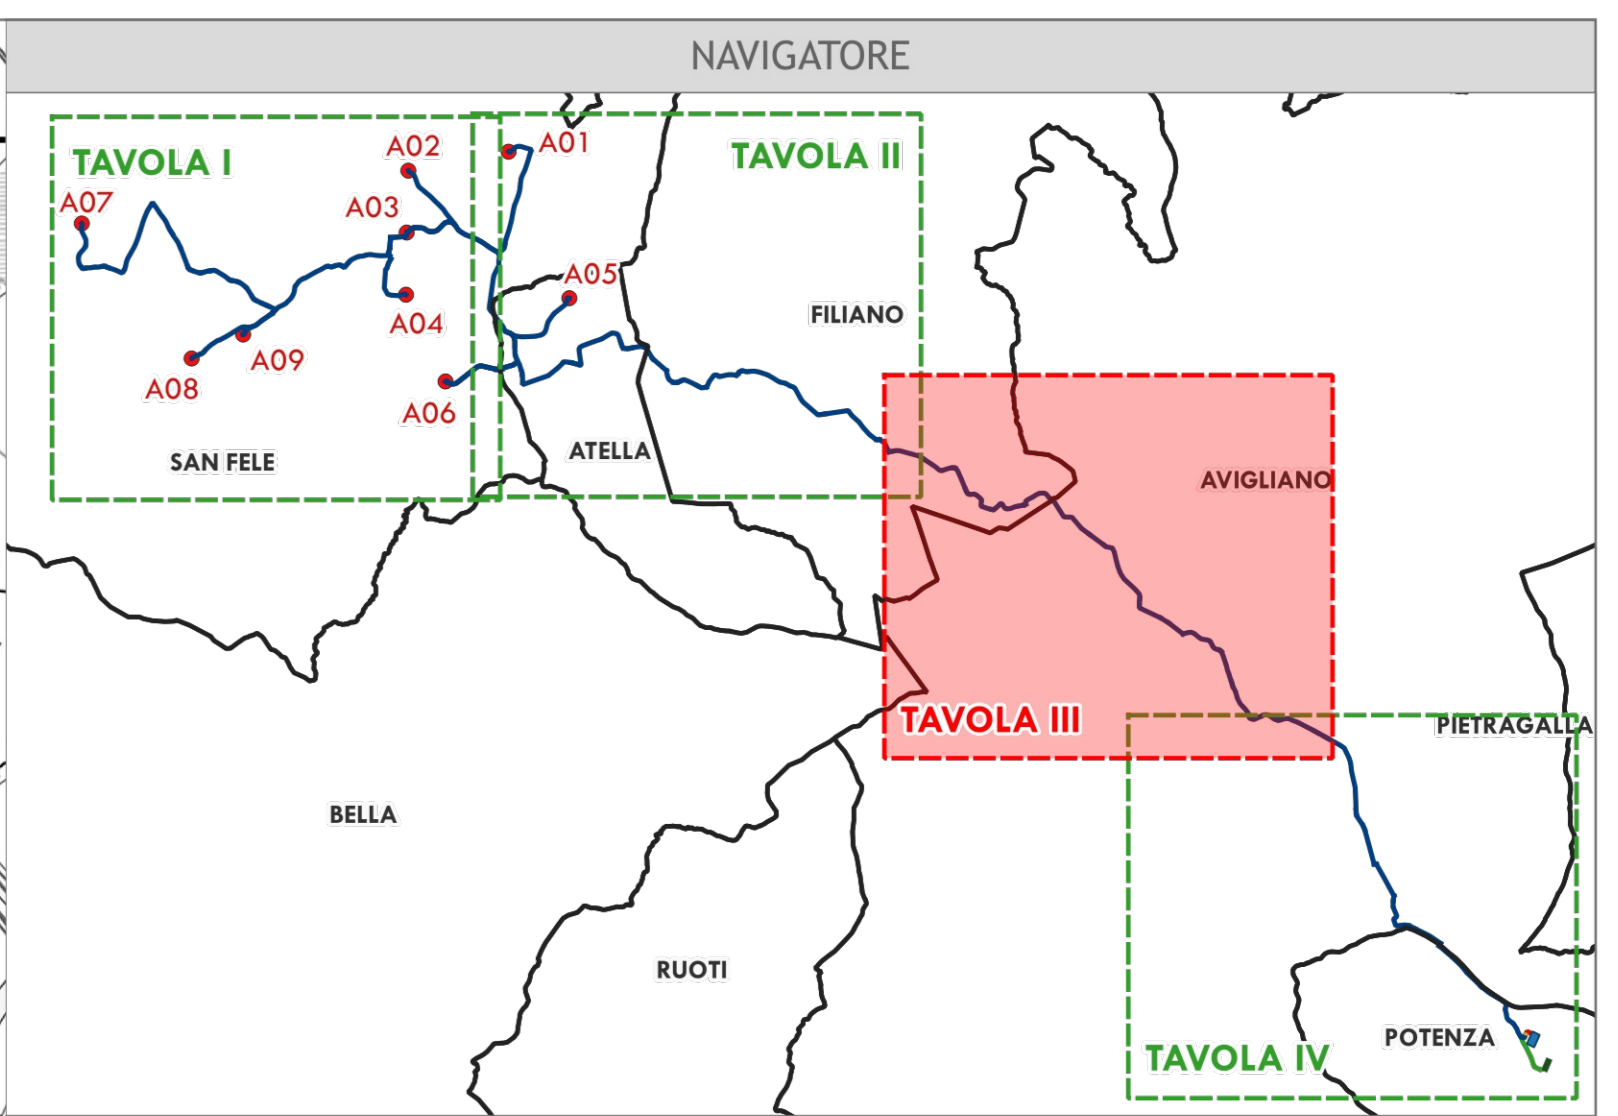 NAVIGATORE
A02
A01
TAVOLA I
TAVOLA II
A07
A03
A05
FILIANO
A04
A09
A08
A06
SAN FELE
ATELLA
AVIGLIANO
TAVOLA III
PIETRAGALLA
BELLA
RUOTI
POTENZA
TAVOLA IV